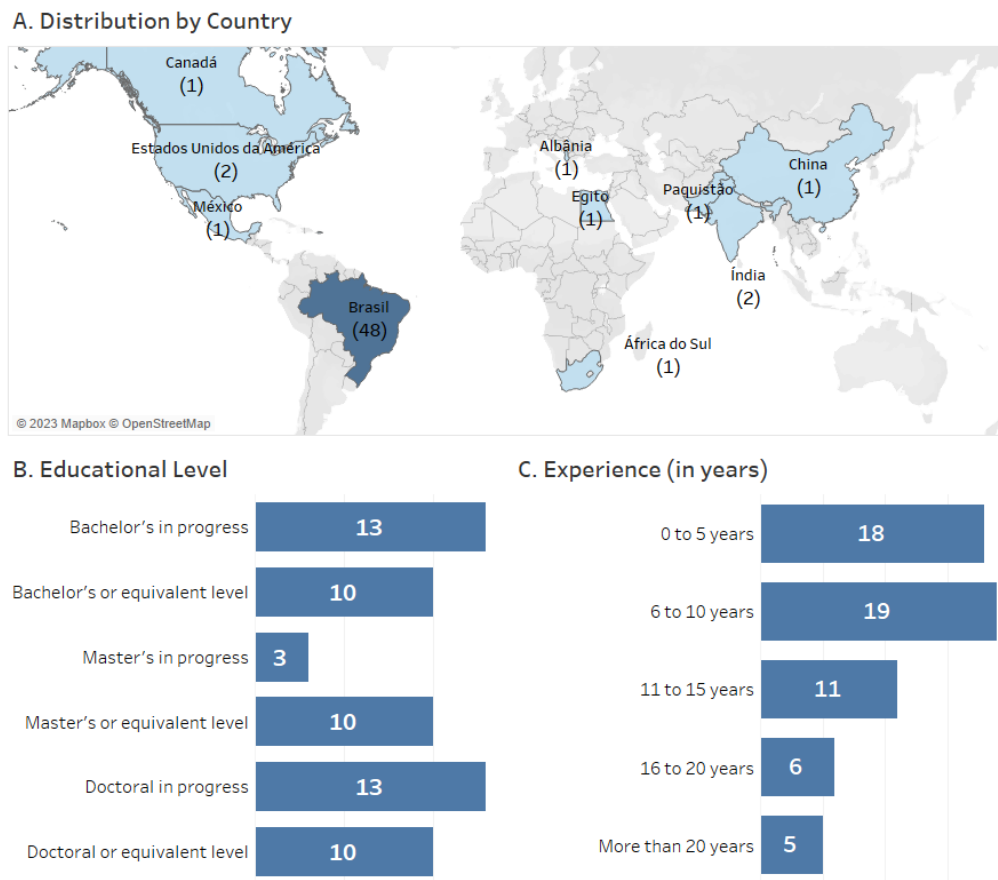 A. Distribution by Country
Canadá
(1)
Estados Unidos da América
(2)
México
(1)
Brasil
(48)
Albânia
(1)
Egito
(1)
Paquistão
(1)
China
(1)
Índia
(2)
África do Sul
(1)
© 2023 Mapbox © OpenStreetMap
B. Educational Level
Bachelor’s in progress
13
Bachelor’s or equivalent level
10
Master’s in progress
3
Master’s or equivalent level
10
Doctoral in progress
13
Doctoral or equivalent level
10
C. Experience (in years)
0 to 5 years
18
6 to 10 years
19
11 to 15 years
11
16 to 20 years
6
More than 20 years
5